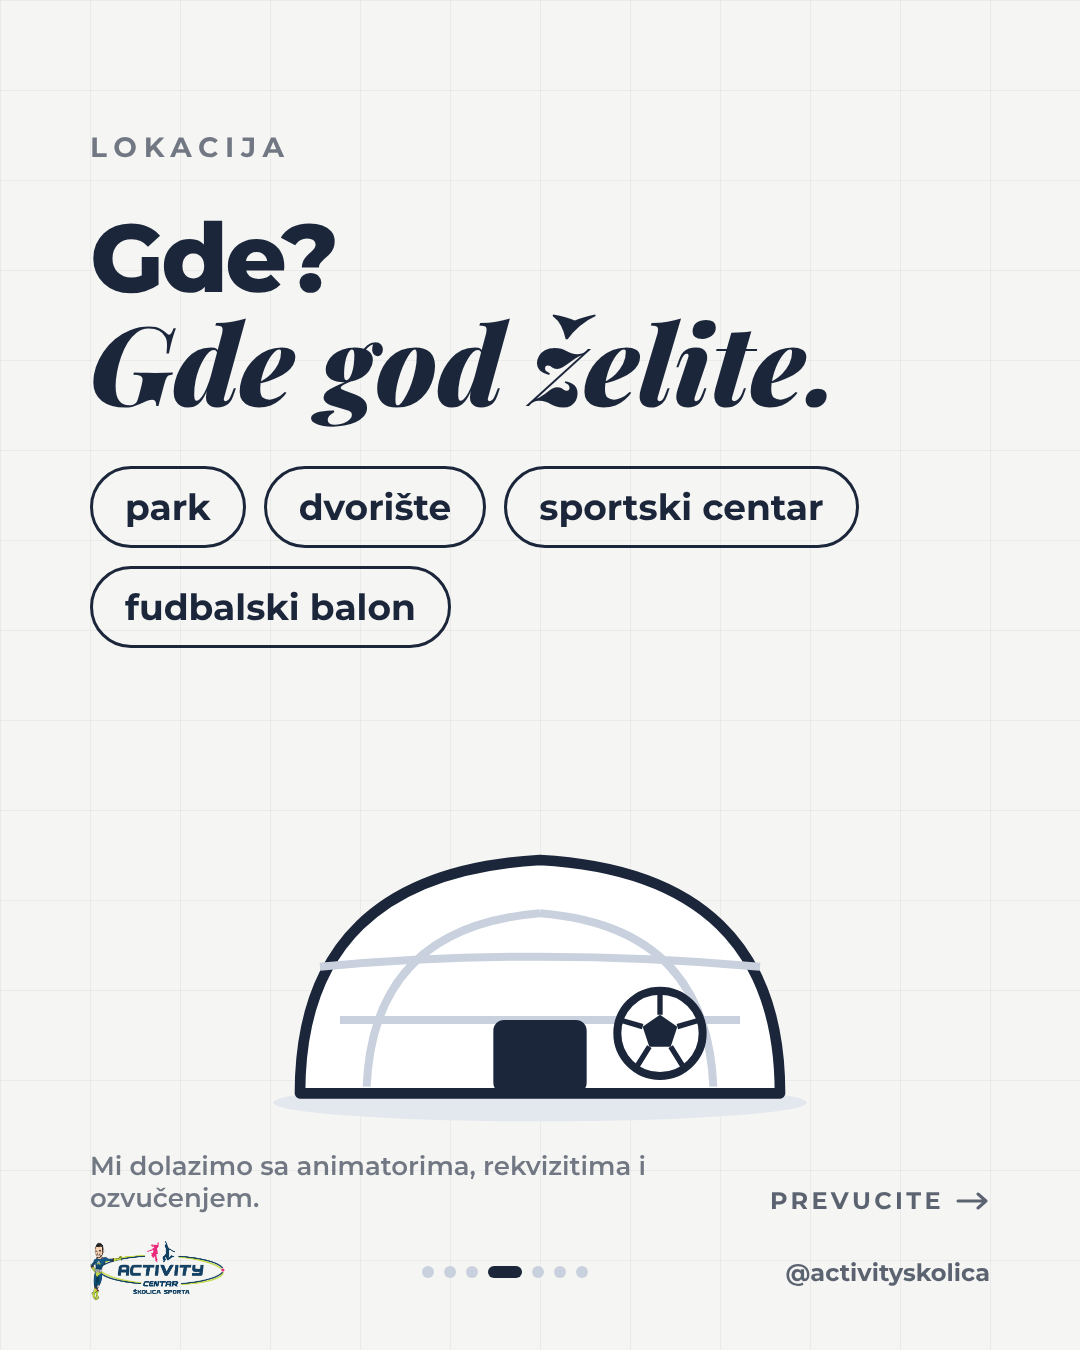 LOKACIJA
Gde?
Gde god želite.
park
dvorište
sportski centar
fudbalski balon
Mi dolazimo sa animatorima, rekvizitima i
ozvučenjem.
PREVUCITE →
ACTIVITY
CENTAR
ŠKOLICA SPORTA
@activityskolica